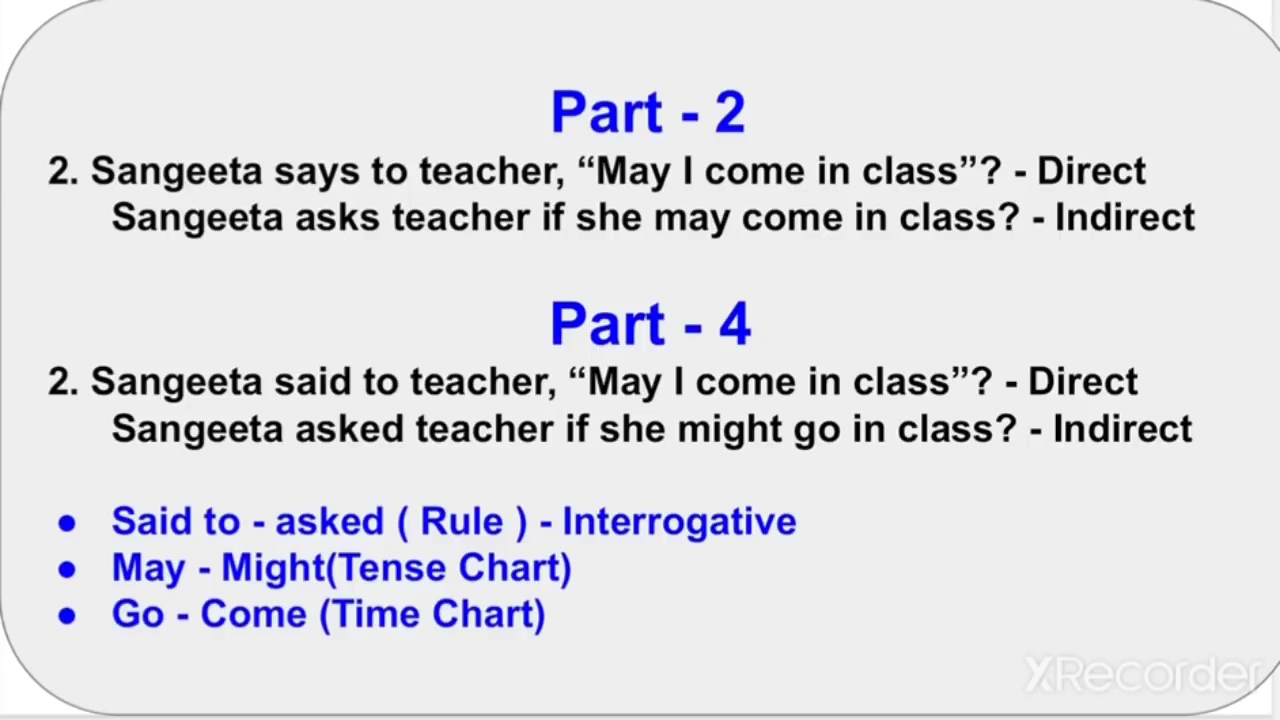 Part - 2
2. Sangeeta says to teacher, “May I come in class”? - Direct
Sangeeta asks teacher if she may come in class? - Indirect
Part - 4
2. Sangeeta said to teacher, “May I come in class”? - Direct
Sangeeta asked teacher if she might go in class? - Indirect
● Said to - asked ( Rule ) - Interrogative
● May - Might(Tense Chart)
● Go - Come (Time Chart)
XRecorder